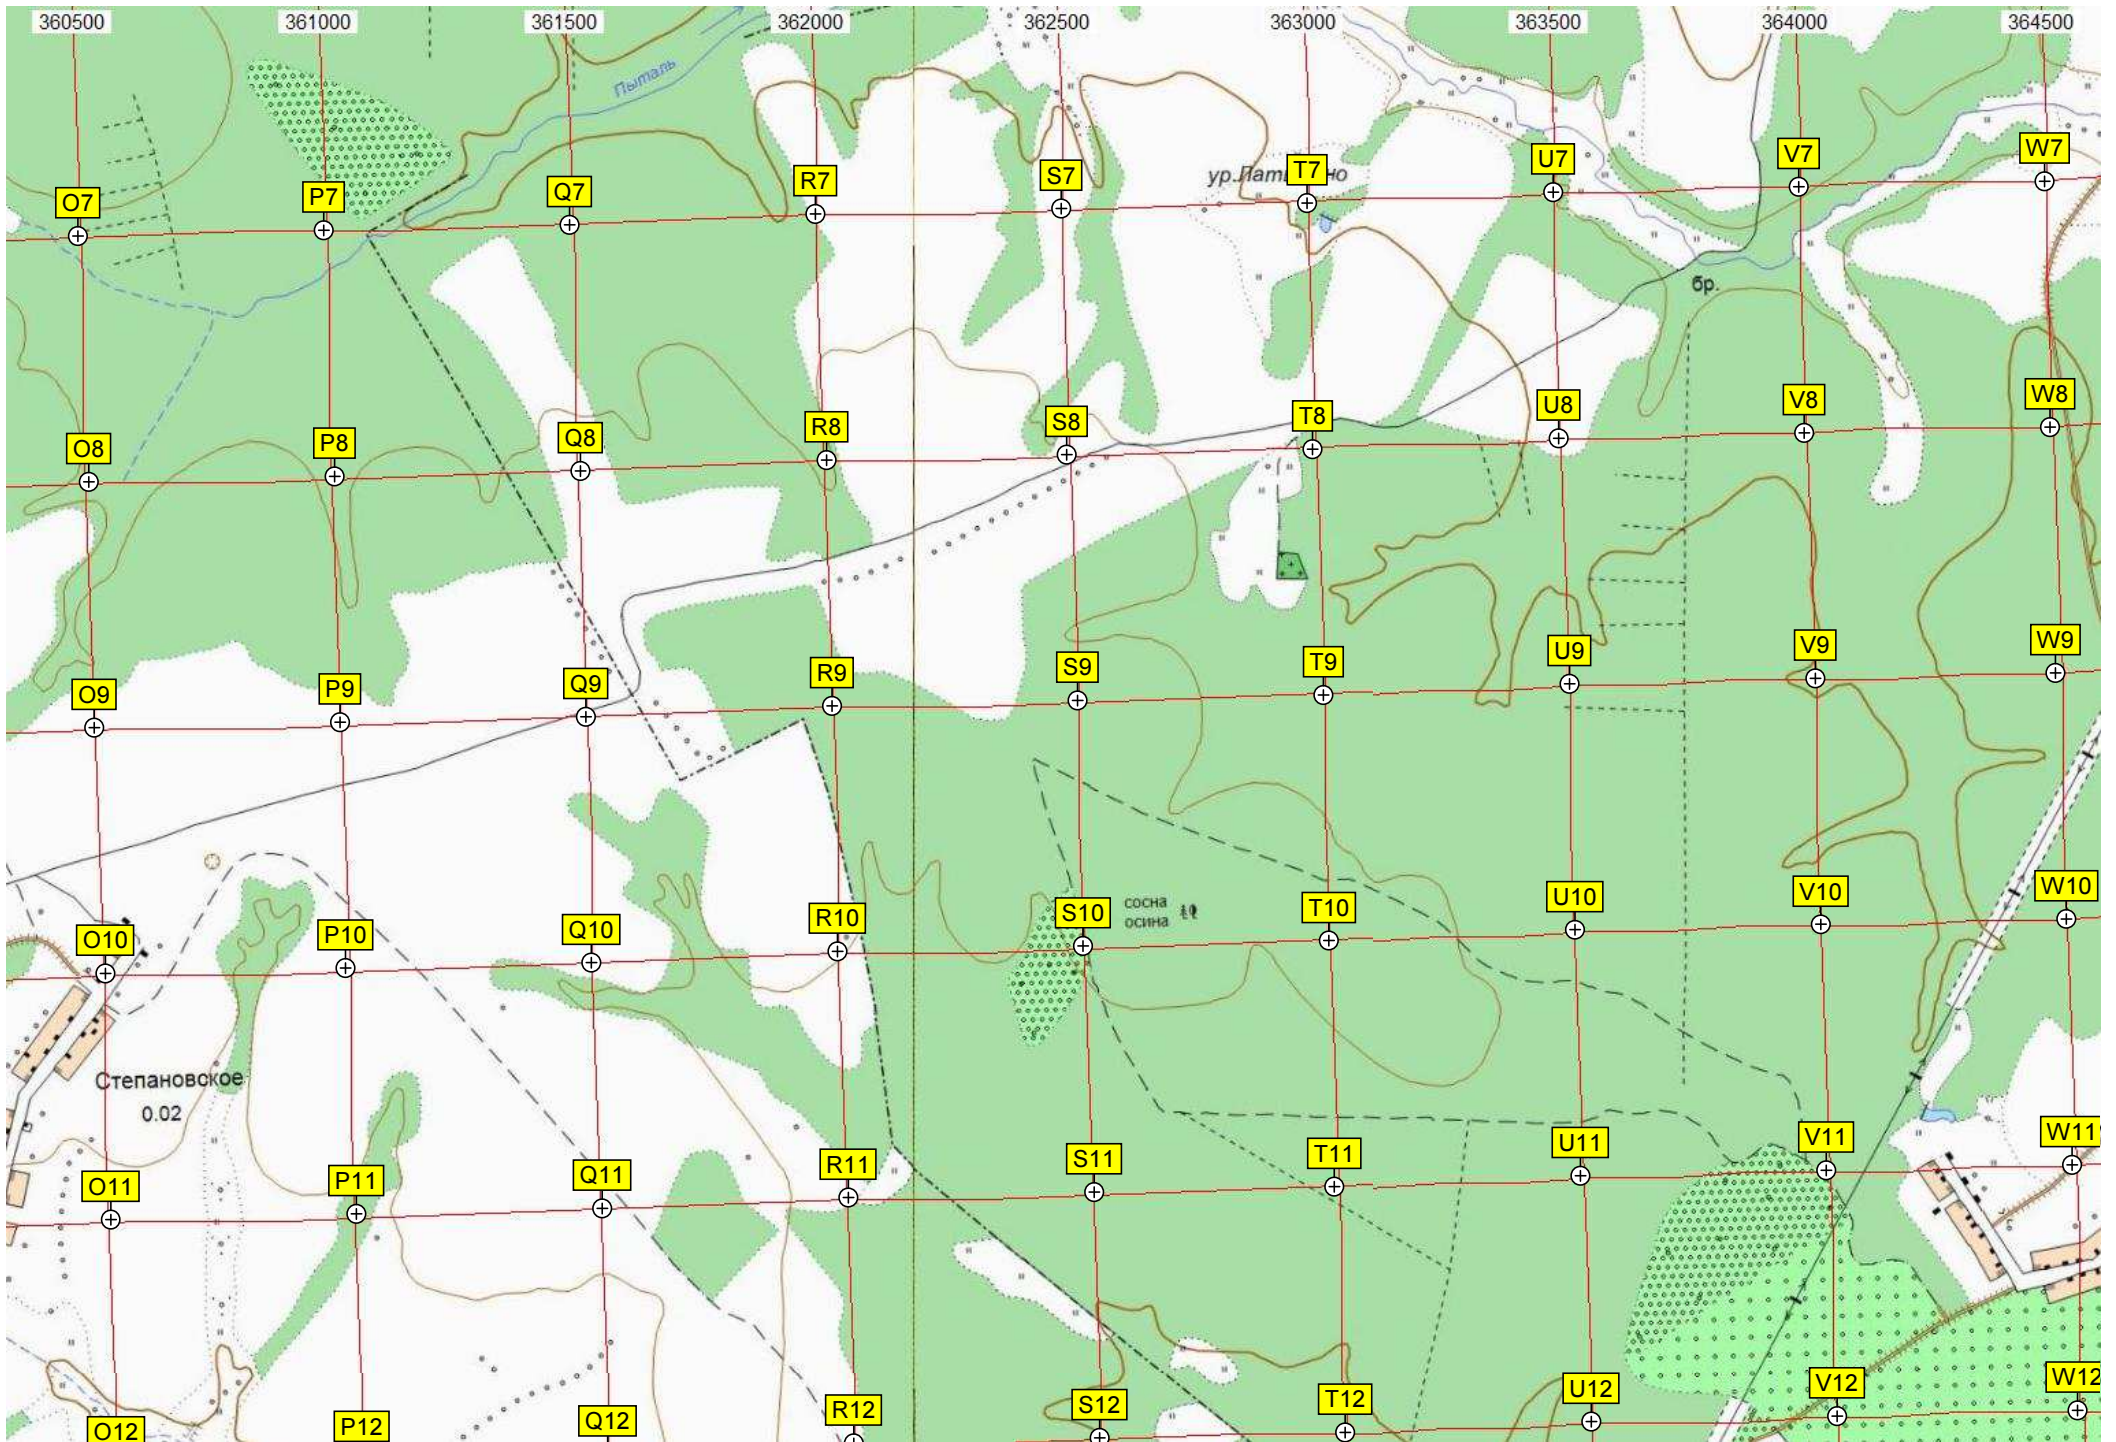 360500 361000 361500 362000 362500 363000 363500 364000 364500
Пыталь
O7 P7 Q7 R7 S7 T7 U7 V7 W7
ур.
бр.
O8 P8 Q8 R8 S8 T8 U8 V8 W8
O9 P9 Q9 R9 S9 T9 U9 V9 W9
сосна
осина
O10 P10 Q10 R10 S10 T10 U10 V10 W10
Степановское
0.02
O11 P11 Q11 R11 S11 T11 U11 V11 W11
O12 P12 Q12 R12 S12 T12 U12 V12 W12